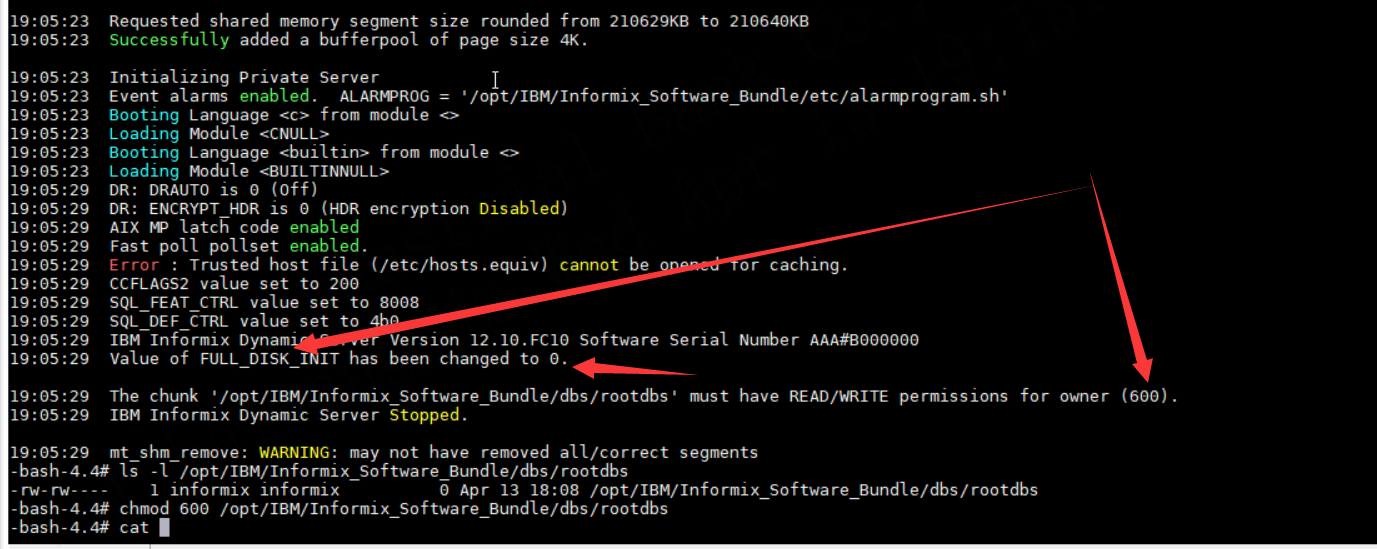 19:05:23  Requested shared memory segment size rounded from 210629KB to 210640KB
19:05:23  Successfully added a bufferpool of page size 4K.
19:05:23  Initializing Private Server
19:05:23  Event alarms enabled.  ALARMPROG = '/opt/IBM/Informix_Software_Bundle/etc/alarmprogram.sh'
19:05:23  Booting Language <c> from module <>
19:05:23  Loading Module <CNULL>
19:05:23  Booting Language <builtin> from module <>
19:05:23  Loading Module <BUILTINNULL>
19:05:29  DR: DRAUTO is 0 (Off)
19:05:29  DR: ENCRYPT_HDR is 0 (HDR encryption Disabled)
19:05:29  AIX MP latch code enabled
19:05:29  Fast poll pollset enabled.
19:05:29  Error : Trusted host file (/etc/hosts.equiv) cannot be opened for caching.
19:05:29  CCFLAGS2 value set to 200
19:05:29  SQL_FEAT_CTRL value set to 8008
19:05:29  SQL_DEF_CTRL value set to 4b0
19:05:29  IBM Informix Dynamic Server Version 12.10.FC10 Software Serial Number AAA#B000000
19:05:29  Value of FULL_DISK_INIT has been changed to 0.
19:05:29  The chunk '/opt/IBM/Informix_Software_Bundle/dbs/rootdbs' must have READ/WRITE permissions for owner (600).
19:05:29  IBM Informix Dynamic Server Stopped.
19:05:29  mt_shm_remove: WARNING: may not have removed all/correct segments
-bash-4.4# ls -l /opt/IBM/Informix_Software_Bundle/dbs/rootdbs
-rw-rw----    1 informix informix          0 Apr 13 18:08 /opt/IBM/Informix_Software_Bundle/dbs/rootdbs
-bash-4.4# chmod 600 /opt/IBM/Informix_Software_Bundle/dbs/rootdbs
-bash-4.4# cat